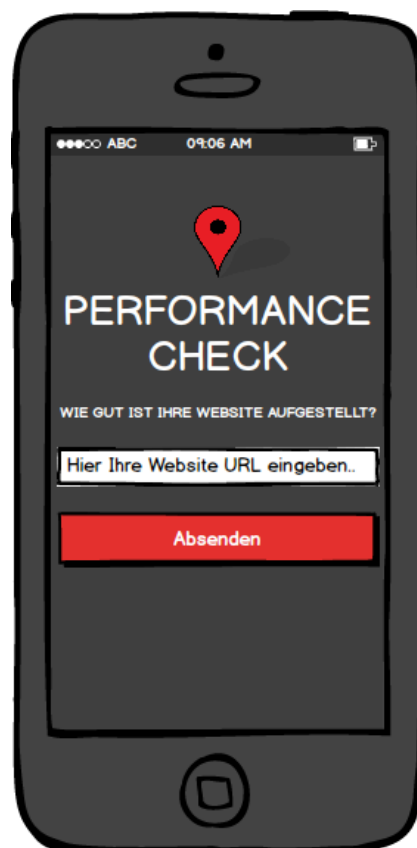 ABC 09:06 AM
PERFORMANCE
CHECK
WIE GUT IST IHRE WEBSITE AUFGESTELLT?
Hier Ihre Website URL eingeben..
Absenden